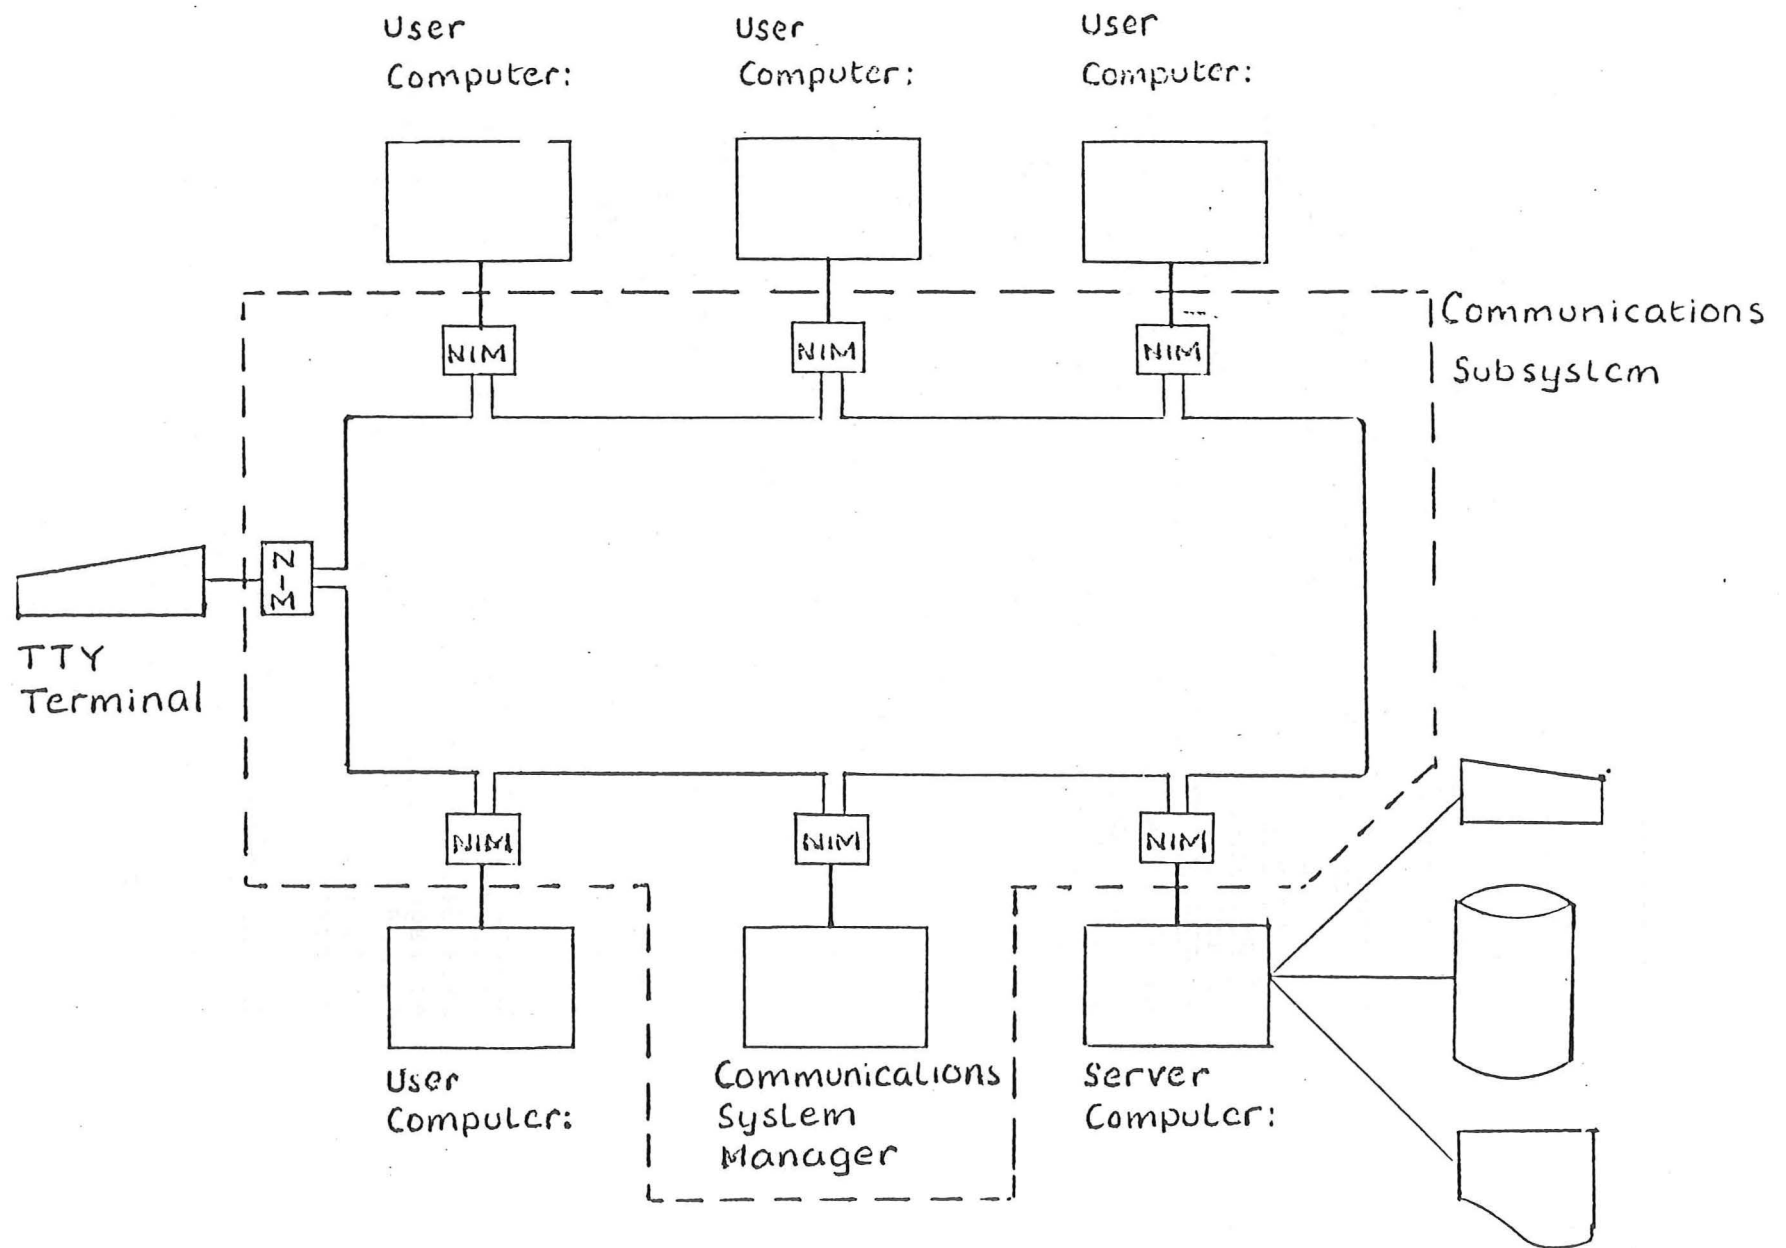 User
Computer:
User
Computer:
User
Computer:
Communications
Subsystem
NIM
NIM
NIM
NIM
TTY
Terminal
NIM
NIM
NIM
User
Computer:
Communications
System
Manager
Server
Computer: